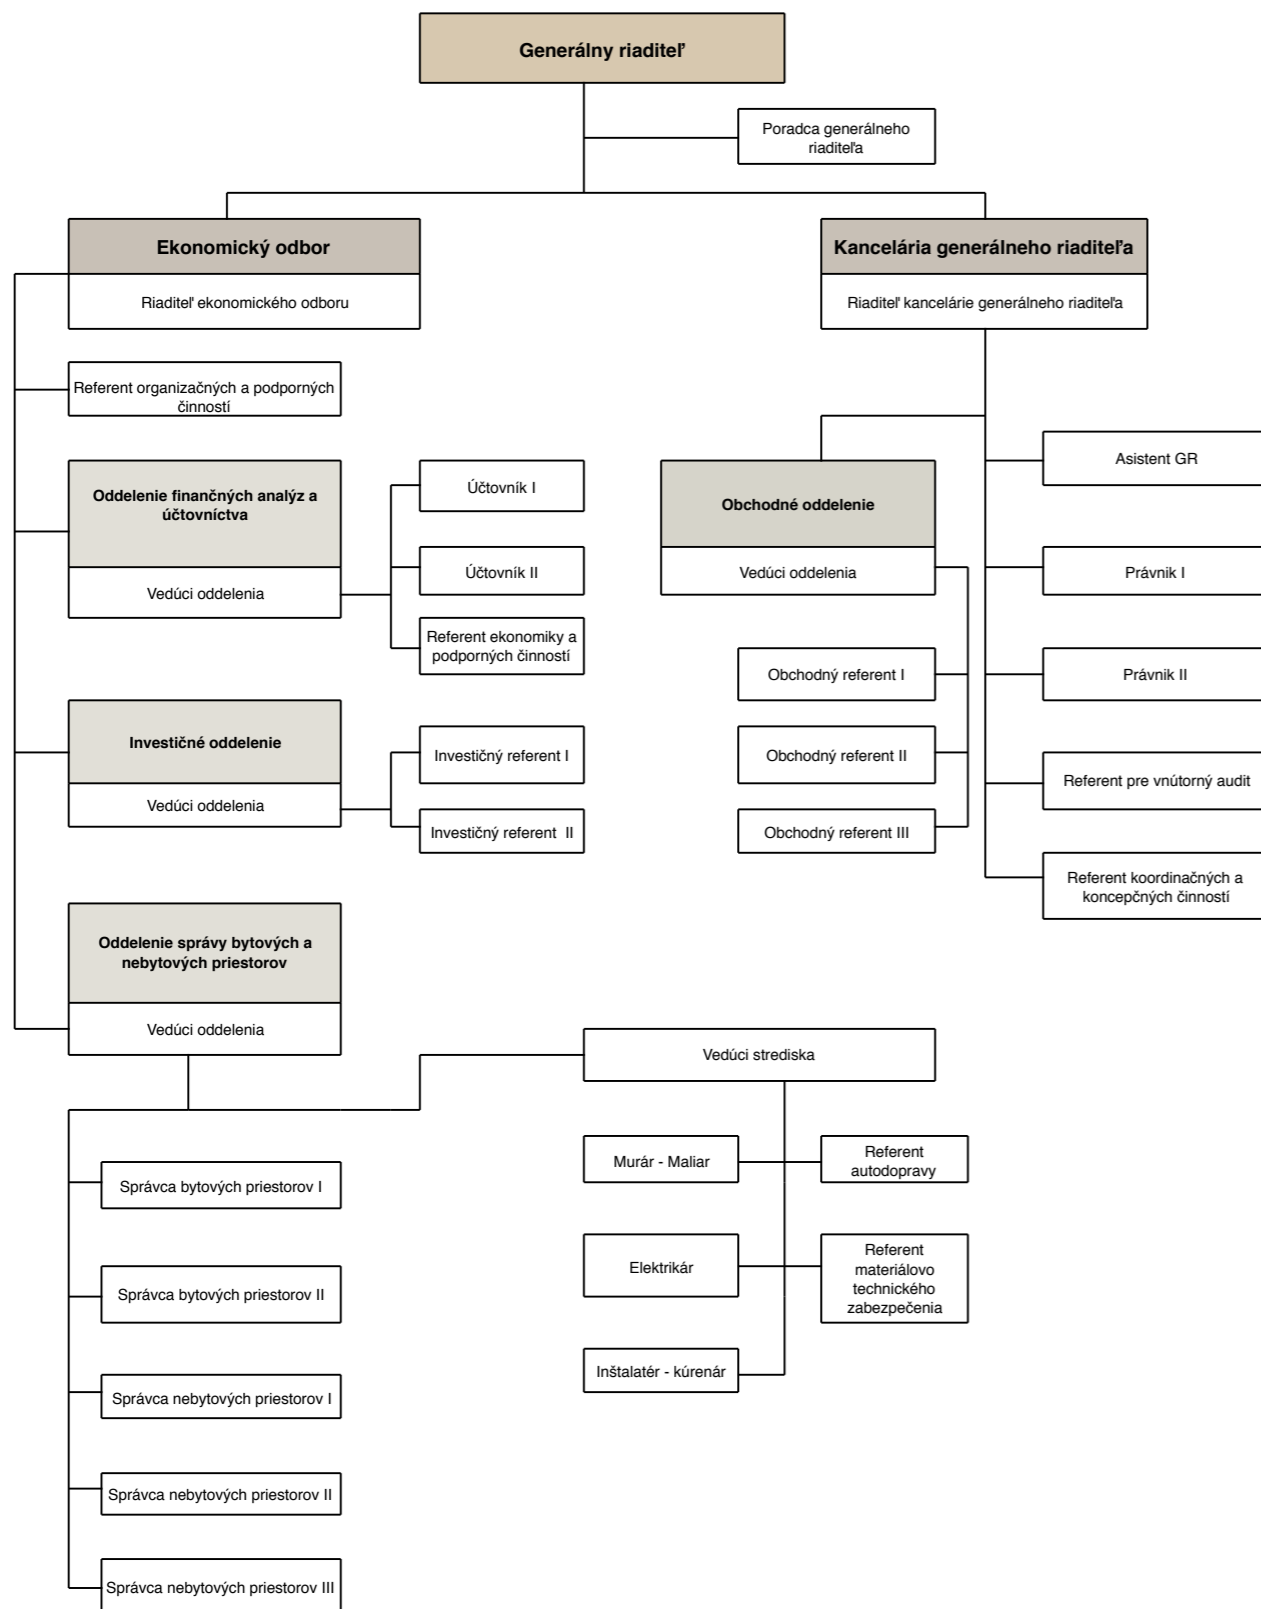 Generálny riaditeľ
Poradca generálneho
riaditeľa
Ekonomický odbor
Riaditeľ ekonomického odboru
Kancelária generálneho riaditeľa
Riaditeľ kancelárie generálneho riaditeľa
Referent organizačných a podporných
činností
Oddelenie finančných analýz a
účtovníctva
Vedúci oddelenia
Účtovník I
Účtovník II
Referent ekonomiky a
podporných činností
Obchodné oddelenie
Vedúci oddelenia
Obchodný referent I
Obchodný referent II
Obchodný referent III
Asistent GR
Právnik I
Právnik II
Referent pre vnútorný audit
Referent koordinačných a
koncepčných činností
Investičné oddelenie
Vedúci oddelenia
Investičný referent I
Investičný referent  II
Oddelenie správy bytových a
nebytových priestorov
Vedúci oddelenia
Správca bytových priestorov I
Správca bytových priestorov II
Správca nebytových priestorov I
Správca nebytových priestorov II
Správca nebytových priestorov III
Vedúci strediska
Murár - Maliar
Referent
autodopravy
Elektrikár
Referent
materiálovo
technického
zabezpečenia
Inštalatér - kúrenár